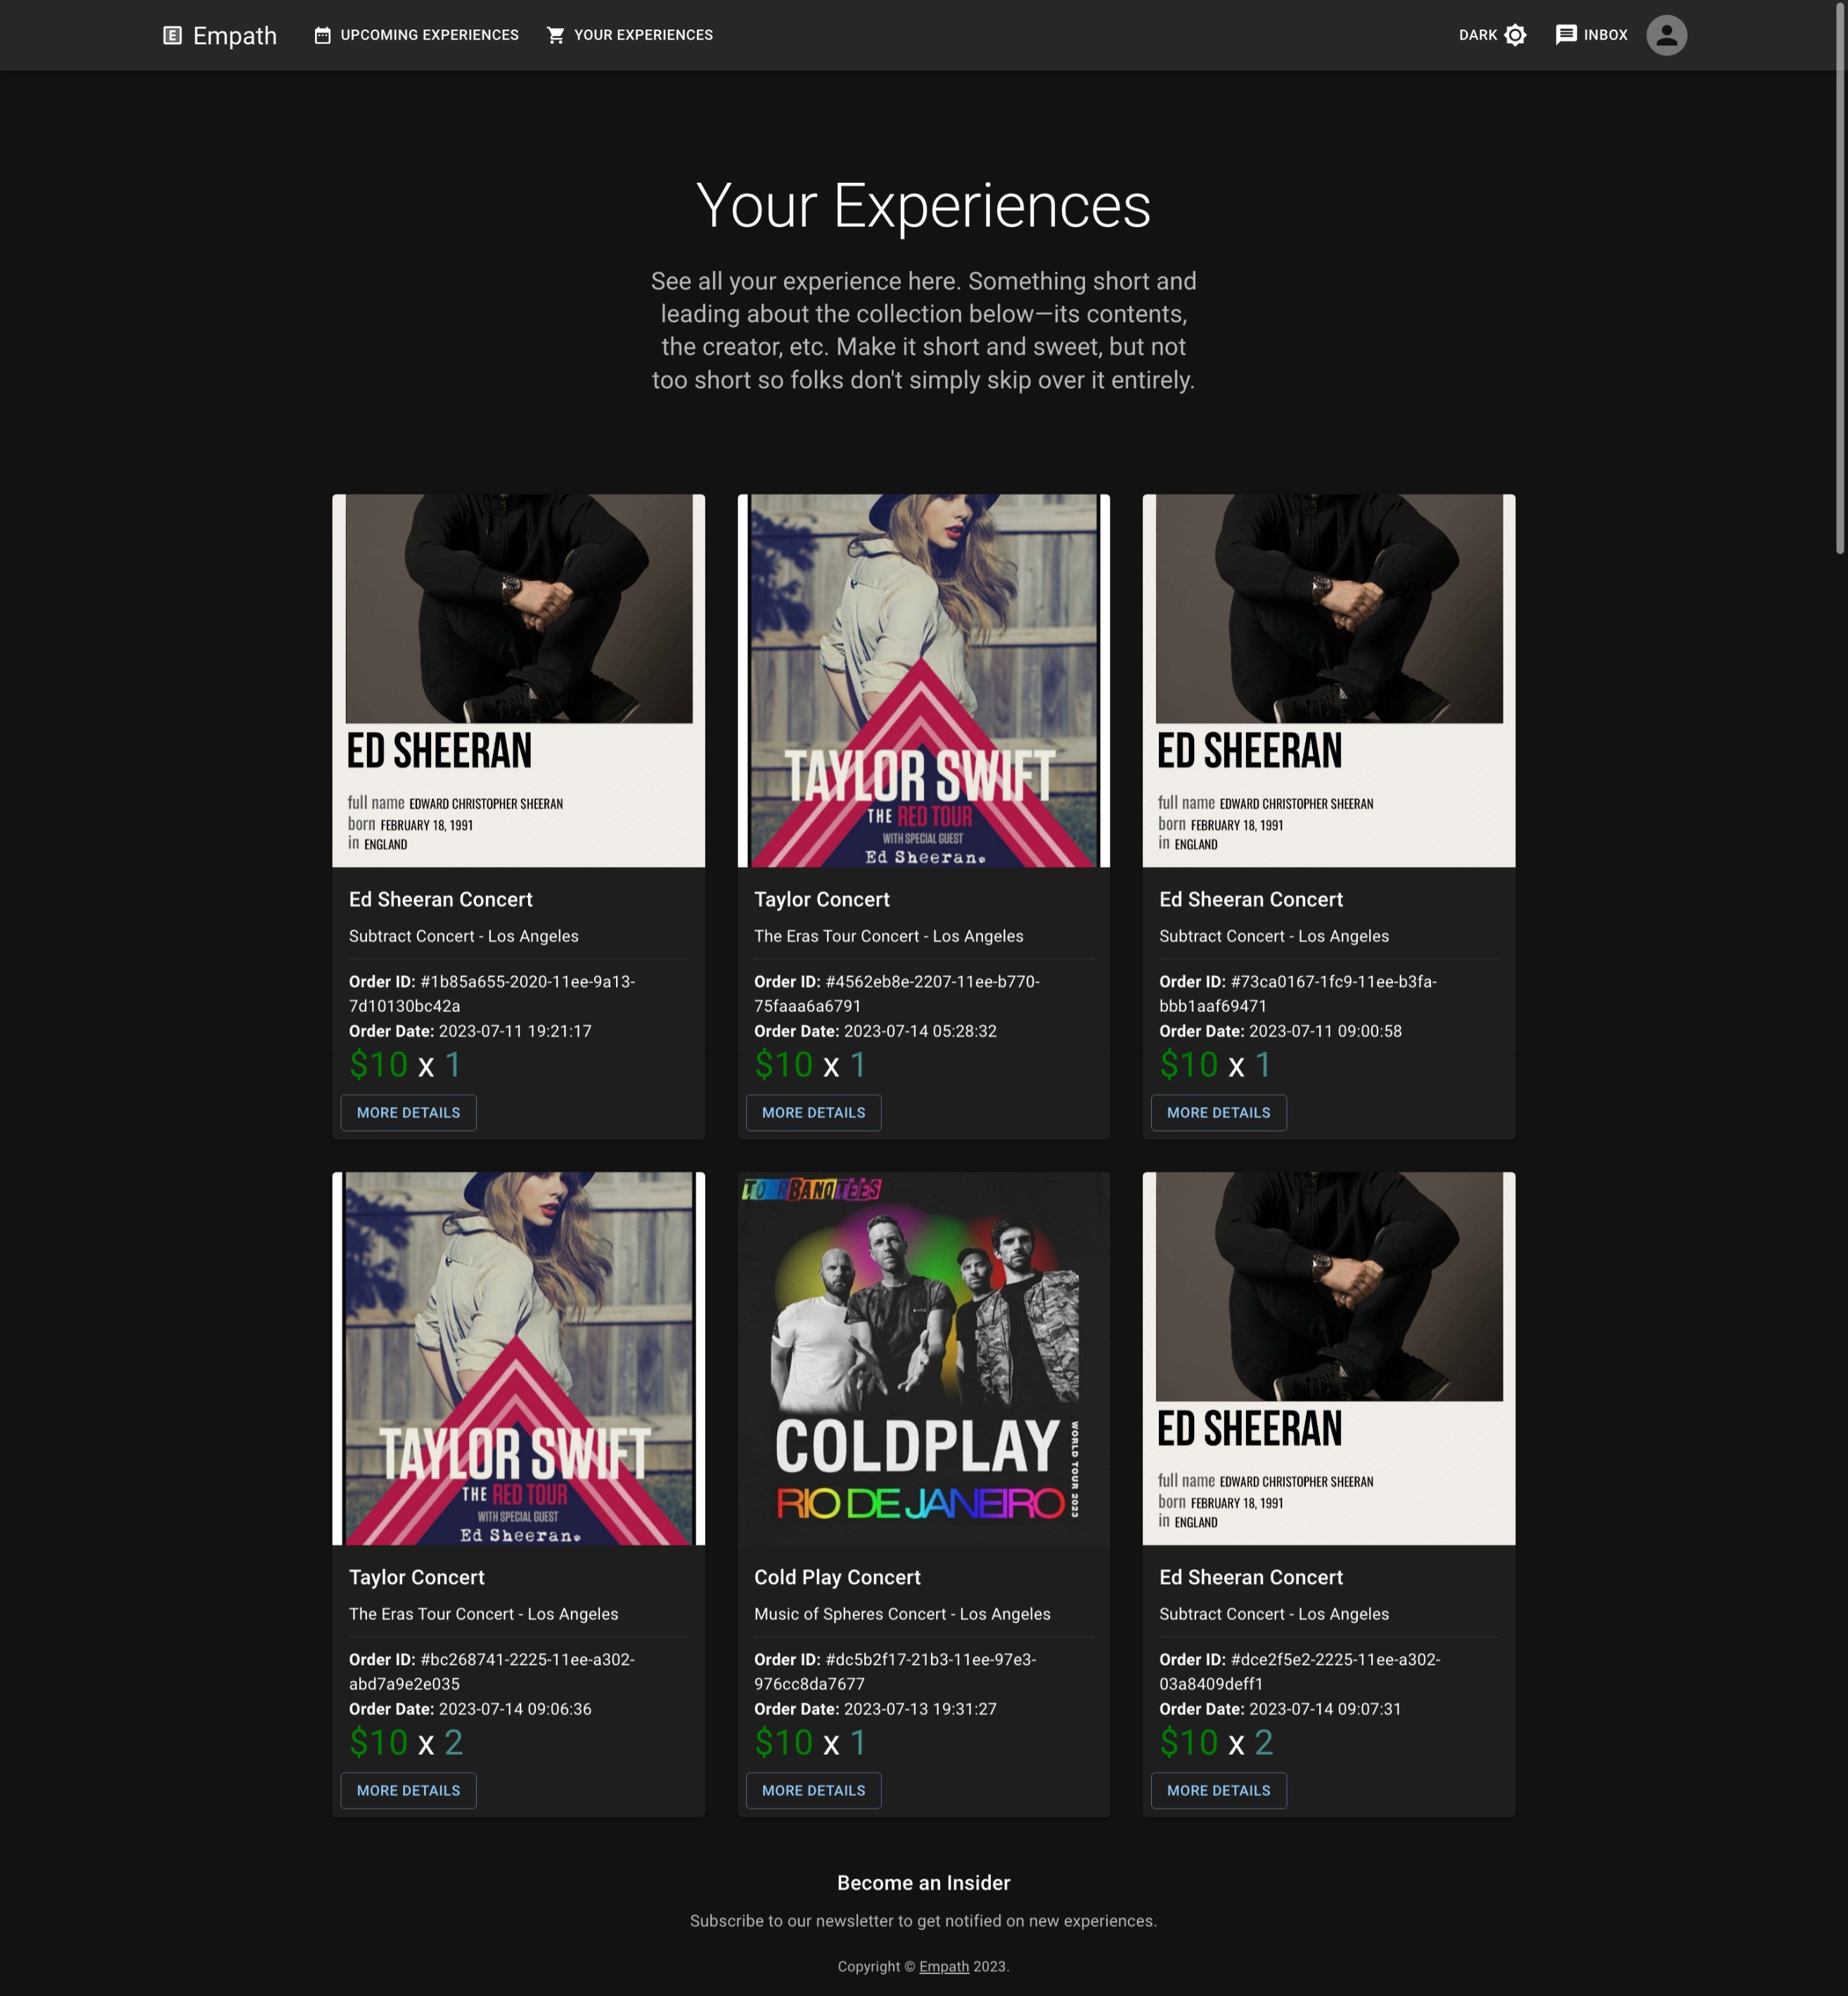 E Empath UPCOMING EXPERIENCES YOUR EXPERIENCES DARK INBOX
Your Experiences
See all your experience here. Something short and
leading about the collection below—its contents,
the creator, etc. Make it short and sweet, but not
too short so folks don't simply skip over it entirely.
ED SHEERAN
full name EDWARD CHRISTOPHER SHEERAN
born FEBRUARY 18, 1991
in ENGLAND
Ed Sheeran Concert
Subtract Concert - Los Angeles
Order ID: #1b85a655-2020-11ee-9a13-
7d10130bc42a
Order Date: 2023-07-11 19:21:17
$10 x 1
MORE DETAILS
TAYLOR SWIFT
THE RED TOUR
WITH SPECIAL GUEST
Ed Sheeran.
Taylor Concert
The Eras Tour Concert - Los Angeles
Order ID: #4562eb8e-2207-11ee-b770-
75faaa6a6791
Order Date: 2023-07-14 05:28:32
$10 x 1
MORE DETAILS
ED SHEERAN
full name EDWARD CHRISTOPHER SHEERAN
born FEBRUARY 18, 1991
in ENGLAND
Ed Sheeran Concert
Subtract Concert - Los Angeles
Order ID: #73ca0167-1fc9-11ee-b3fa-
bbb1aaf69471
Order Date: 2023-07-11 09:00:58
$10 x 1
MORE DETAILS
TAYLOR SWIFT
THE RED TOUR
WITH SPECIAL GUEST
Ed Sheeran.
Taylor Concert
The Eras Tour Concert - Los Angeles
Order ID: #bc268741-2225-11ee-a302-
abd7a9e2e035
Order Date: 2023-07-14 09:06:36
$10 x 2
MORE DETAILS
TOUR BAND TEES
COLDPLAY
WORLD TOUR 2023
RIO DE JANEIRO
Cold Play Concert
Music of Spheres Concert - Los Angeles
Order ID: #dc5b2f17-21b3-11ee-97e3-
976cc8da7677
Order Date: 2023-07-13 19:31:27
$10 x 1
MORE DETAILS
ED SHEERAN
full name EDWARD CHRISTOPHER SHEERAN
born FEBRUARY 18, 1991
in ENGLAND
Ed Sheeran Concert
Subtract Concert - Los Angeles
Order ID: #dce2f5e2-2225-11ee-a302-
03a8409deff1
Order Date: 2023-07-14 09:07:31
$10 x 2
MORE DETAILS
Become an Insider
Subscribe to our newsletter to get notified on new experiences.
Copyright © Empath 2023.